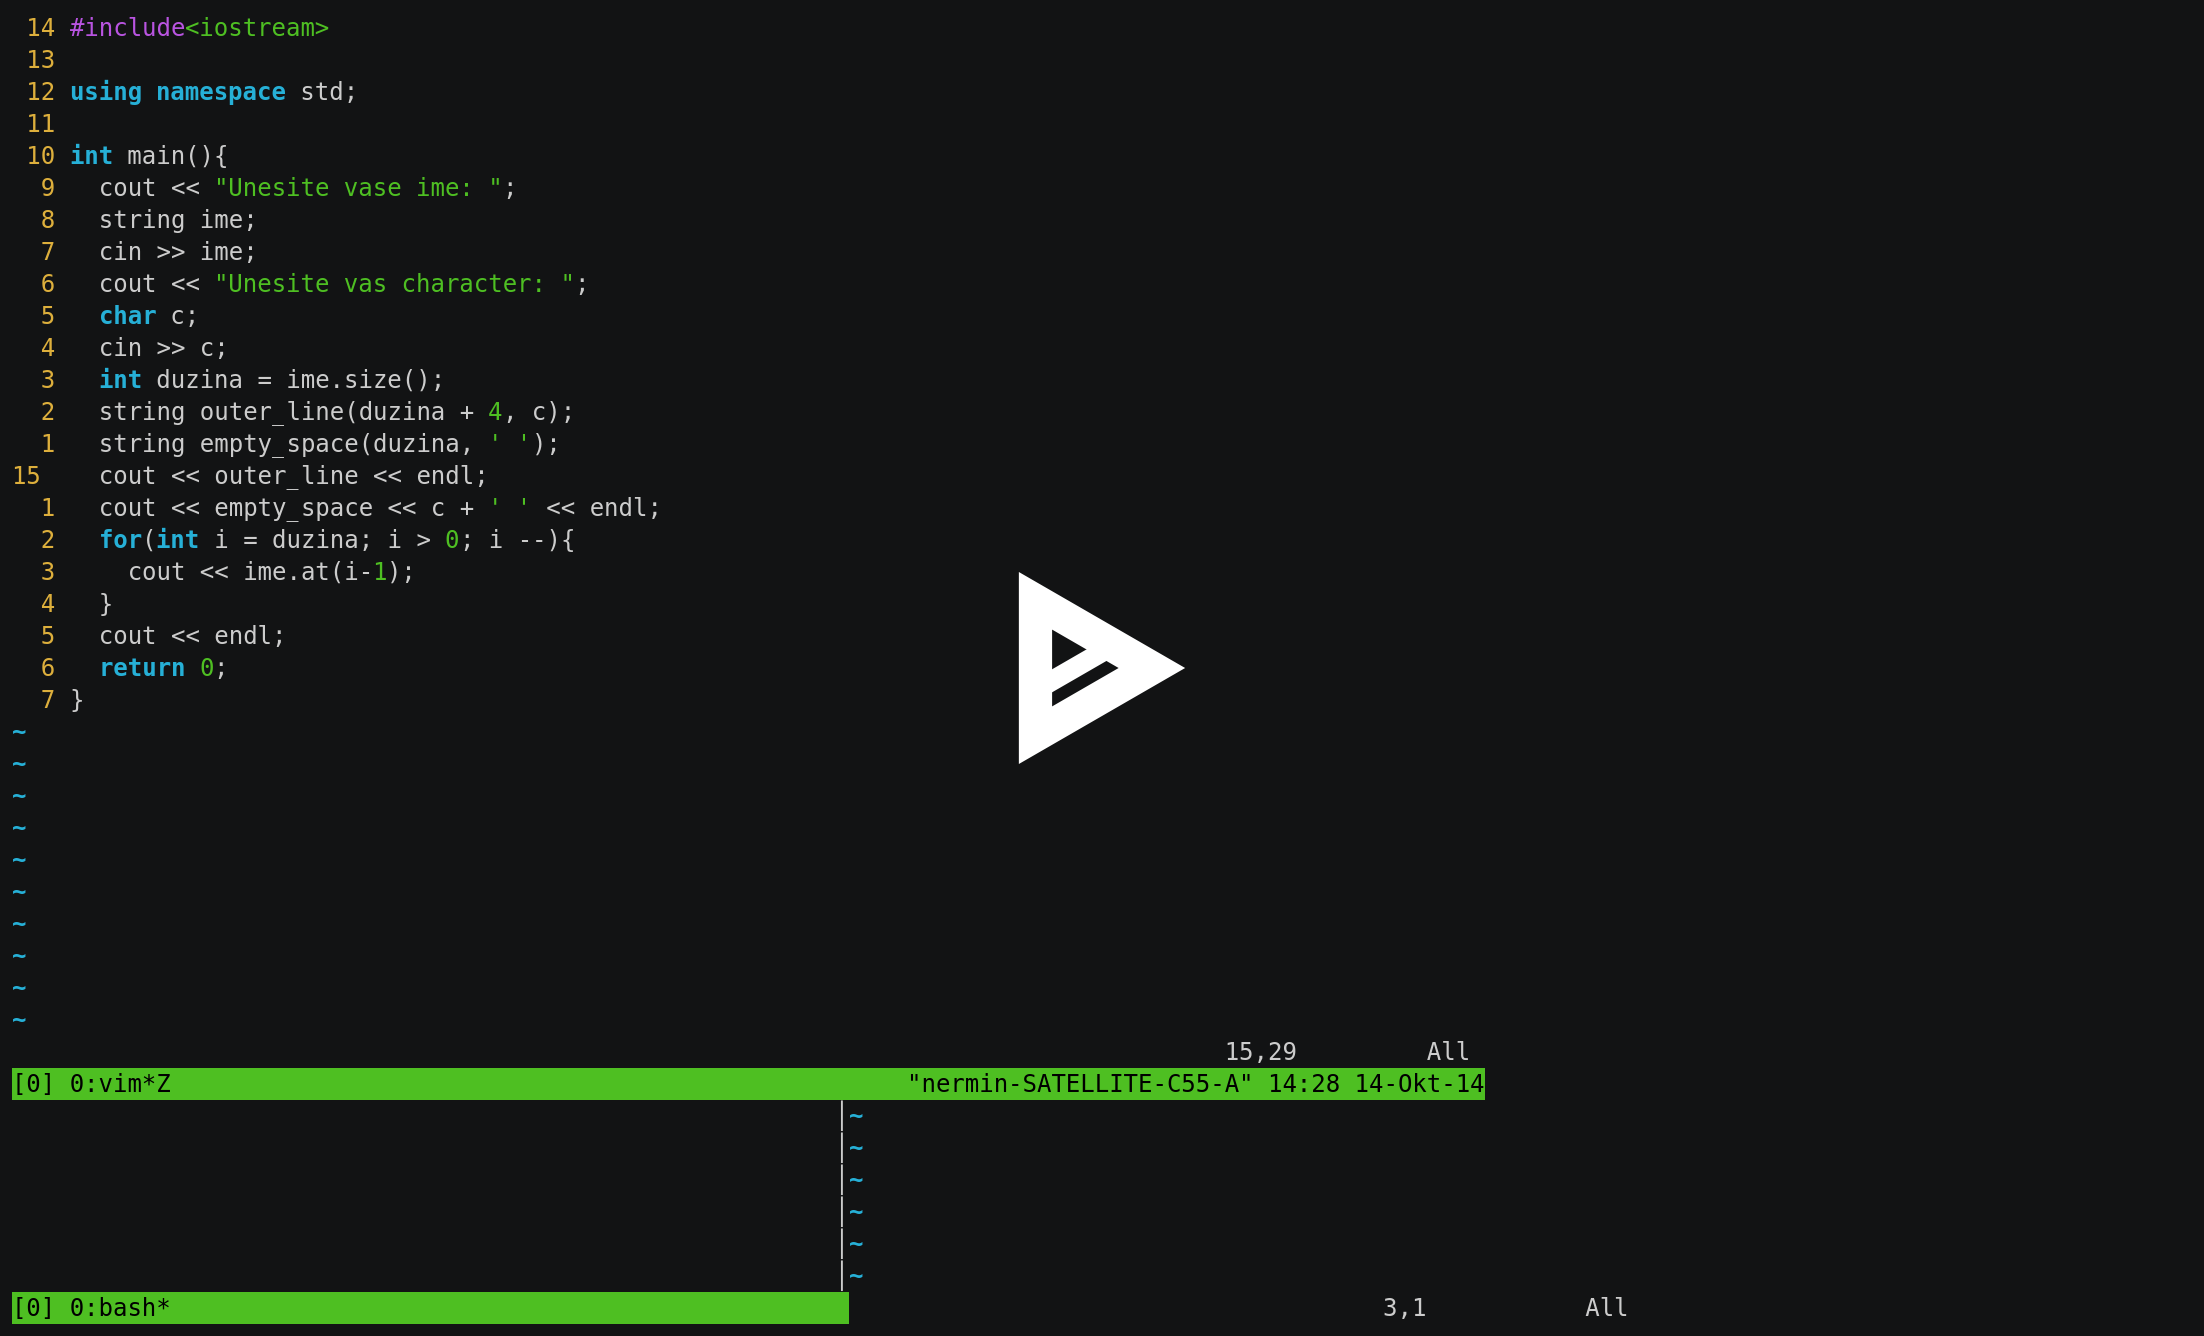 14 #include<iostream>
13
12 using namespace std;
11
10 int main(){
9   cout << "Unesite vase ime: ";
8   string ime;
7   cin >> ime;
6   cout << "Unesite vas character: ";
5   char c;
4   cin >> c;
3   int duzina = ime.size();
2   string outer_line(duzina + 4, c);
1   string empty_space(duzina, ' ');
15    cout << outer_line << endl;
1   cout << empty_space << c + ' ' << endl;
2   for(int i = duzina; i > 0; i --){
3     cout << ime.at(i-1);
4   }
5   cout << endl;
6   return 0;
7 }
~
~
~
~
~
~
~
~
~
~
15,29         All
[0] 0:vim*Z "nermin-SATELLITE-C55-A" 14:28 14-Okt-14
│~
│~
│~
│~
│~
│~
[0] 0:bash* 3,1           All